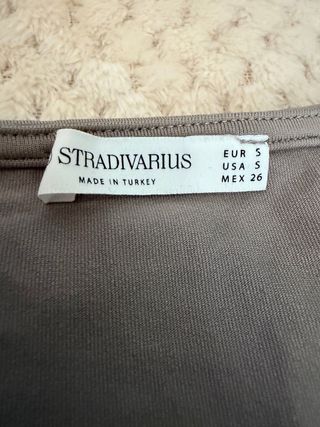 STRADIVARIUS
MADE IN TURKEY
EUR S
USA S
MEX 26